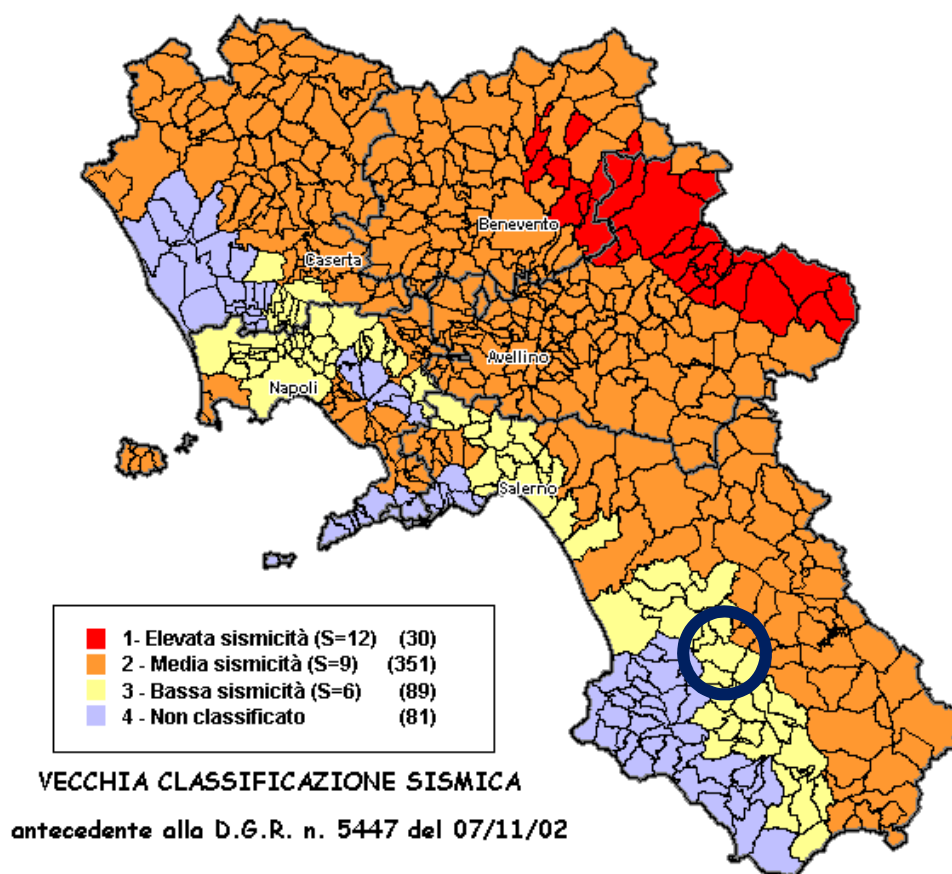 Benevento
Caserta
Avellino
Napoli
Salerno
1- Elevata sismicità (S=12) (30)
2 - Media sismicità (S=9) (351)
3 - Bassa sismicità (S=6) (89)
4 - Non classificato (81)
VECCHIA CLASSIFICAZIONE SISMICA
antecedente alla D.G.R. n. 5447 del 07/11/02